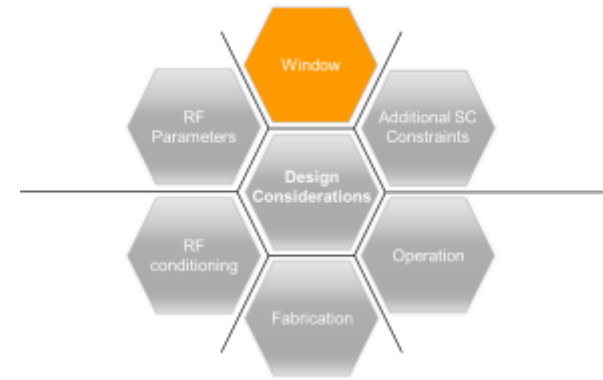 Window
RF
Parameters
Additional SC
Constraints
Design
Considerations
RF
conditioning
Operation
Fabrication